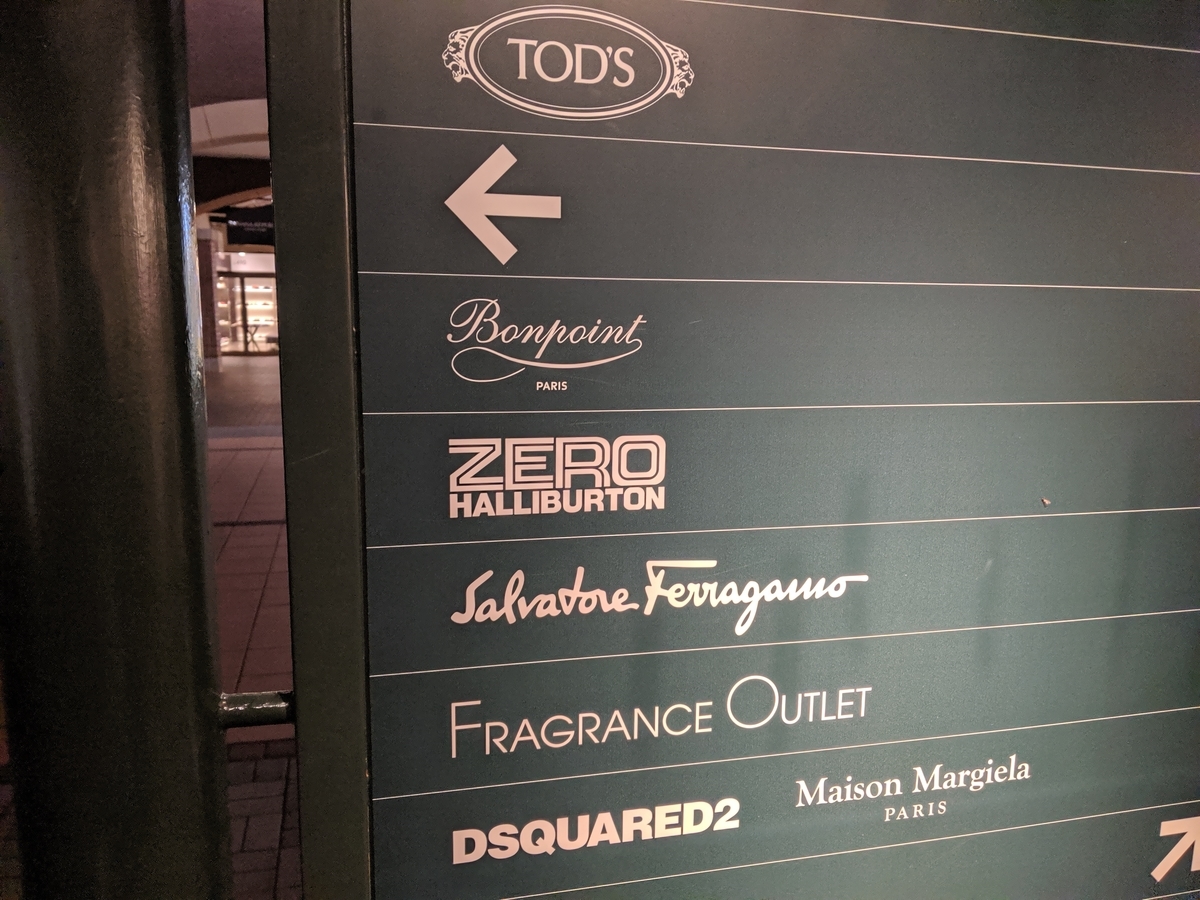 TOD'S
Bonpoint
PARIS
ZERO
HALLIBURTON
Salvatore Ferragamo
FRAGRANCE OUTLET
DSQUARED2
Maison Margiela
PARIS